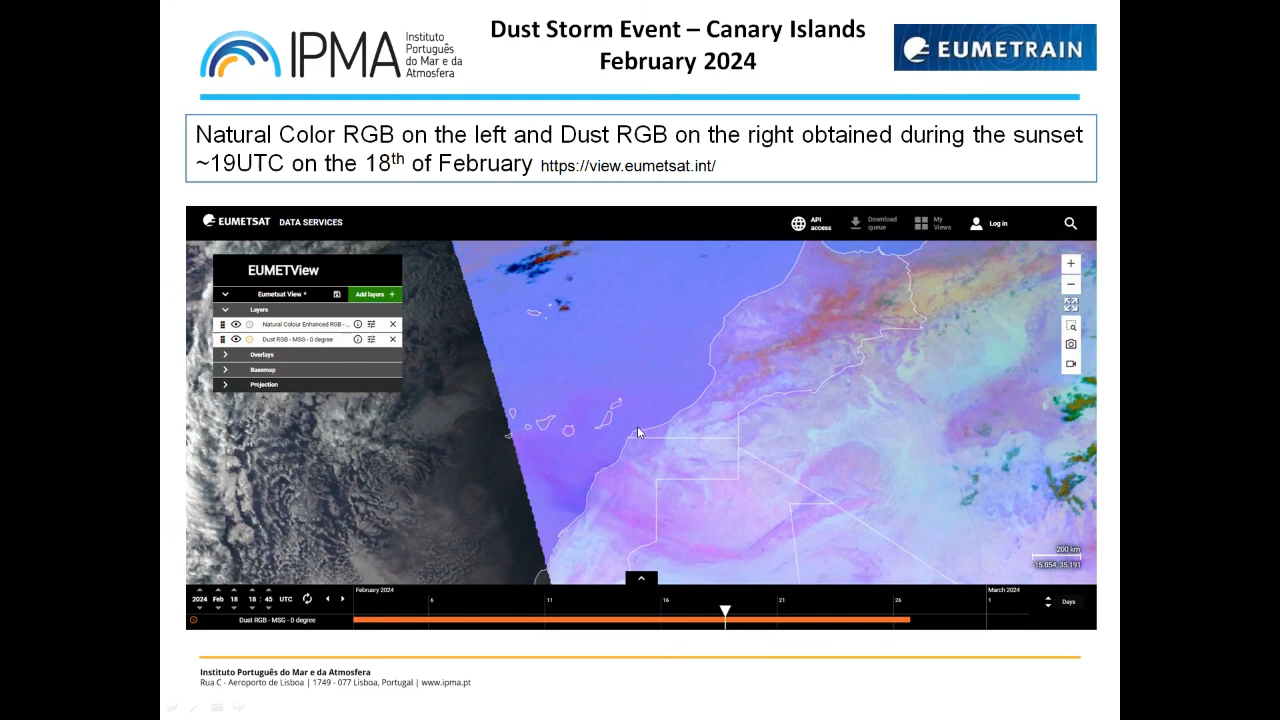 IPMA
Instituto
Português
do Mar e da
Atmosfera
Dust Storm Event – Canary Islands
February 2024
EUMETRAIN
Natural Color RGB on the left and Dust RGB on the right obtained during the sunset
~19UTC on the 18th of February https://view.eumetsat.int/
EUMETSAT DATA SERVICES
API
access
Download
queue
My
Views
Log in
EUMETView
Eumetsat View *
Add layers +
Layers
Natural Colour Enhanced RGB - ...
Dust RGB - MSG - 0 degree
Overlays
Basemap
Projection
200 km
-15.854, 35.191
February 2024
March 2024
2024 Feb 18 18 : 45 UTC
6 11 16 21 26 1
Days
Dust RGB - MSG - 0 degree
Instituto Português do Mar e da Atmosfera
Rua C - Aeroporto de Lisboa | 1749 - 077 Lisboa, Portugal | www.ipma.pt